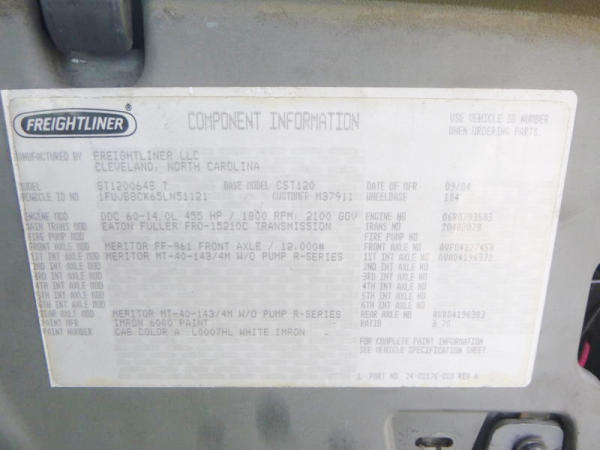 FREIGHTLINER
COMPONENT INFORMATION
USE VEHICLE ID NUMBER
WHEN ORDERING PARTS.
MANUFACTURED BY FREIGHTLINER LLC
CLEVELAND, NORTH CAROLINA
MODEL ST120064S T BASE MODEL CST120 DATE OF MFR 09/04
VEHICLE ID NO CUSTOMER M37911 WHEELBASE 184
ENGINE MOD DDC 60-14.0L 455 HP / 1800 RPM; 2100 GOV ENGINE NO
MAIN TRANS MOD EATON FULLER FRO-15210C TRANSMISSION TRANS NO
FIRE PUMP MOD FIRE PUMP NO
FRONT AXLE MOD MERITOR FF-961 FRONT AXLE / 12,000# FRONT AXLE NO
1ST INT AXLE MOD MERITOR MT-40-143/4M W/O PUMP R-SERIES 1ST INT AXLE NO
2ND INT AXLE MOD 2ND INT AXLE NO
3RD INT AXLE MOD 3RD INT AXLE NO
4TH INT AXLE MOD 4TH INT AXLE NO
5TH INT AXLE MOD 5TH INT AXLE NO
6TH INT AXLE MOD 6TH INT AXLE NO
REAR AXLE MOD MERITOR MT-40-143/4M W/O PUMP R-SERIES REAR AXLE NO
PAINT MFR IMRON 6000 PAINT RATIO
PAINT NUMBER CAB COLOR A: L0007HL WHITE IMRON
FOR COMPLETE PAINT INFORMATION
SEE VEHICLE SPECIFICATION SHEET
PART NO.